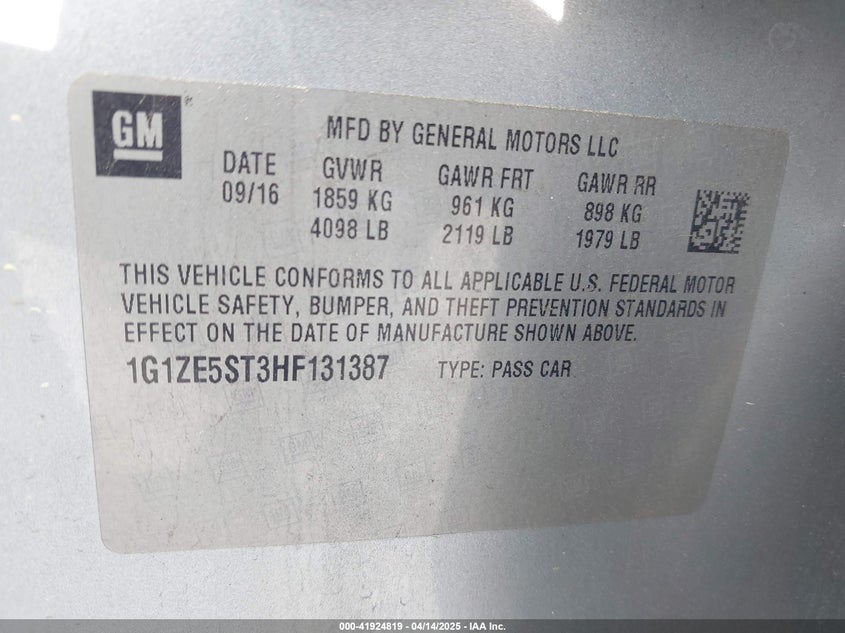 GM ®
MFD BY GENERAL MOTORS LLC
DATE GVWR GAWR FRT GAWR RR
09/16 1859 KG 961 KG 898 KG
4098 LB 2119 LB 1979 LB
THIS VEHICLE CONFORMS TO ALL APPLICABLE U.S. FEDERAL MOTOR
VEHICLE SAFETY, BUMPER, AND THEFT PREVENTION STANDARDS IN
EFFECT ON THE DATE OF MANUFACTURE SHOWN ABOVE.
1G1ZE5ST3HF131387 TYPE: PASS CAR
000-41924819 - 04/14/2025 - IAA Inc.